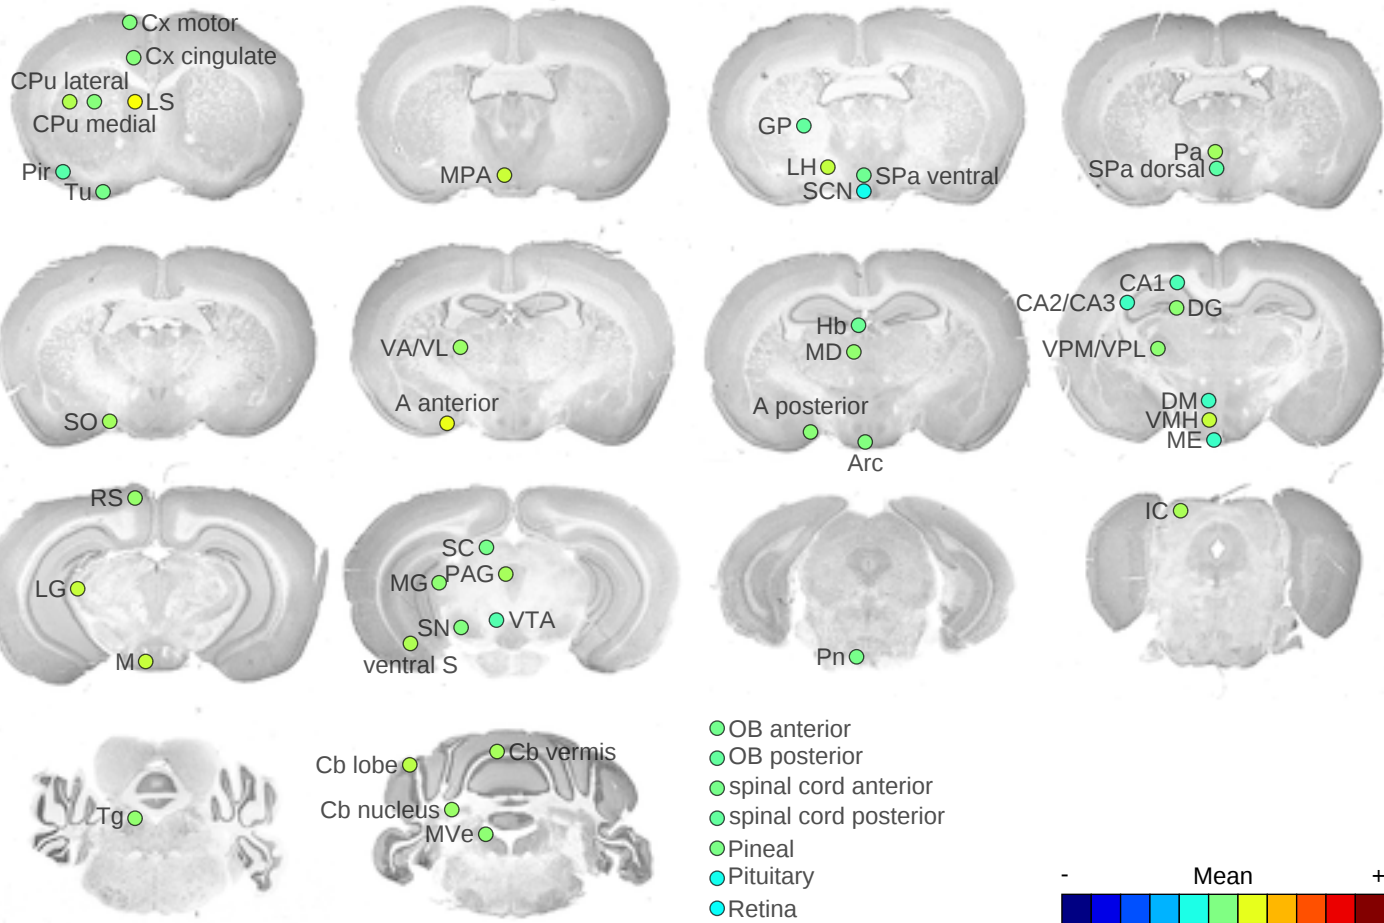 Cx motor
Cx cingulate
CPu lateral
LS
CPu medial
Pir
Tu
MPA
GP
LH
SPa ventral
SCN
Pa
SPa dorsal
SO
VA/VL
A anterior
Hb
MD
A posterior
Arc
CA1
CA2/CA3
DG
VPM/VPL
DM
VMH
ME
RS
LG
M
SC
MG
PAG
SN
VTA
ventral S
Pn
IC
Tg
Cb vermis
Cb lobe
Cb nucleus
MVe
OB anterior
OB posterior
spinal cord anterior
spinal cord posterior
Pineal
Pituitary
Retina
- Mean +